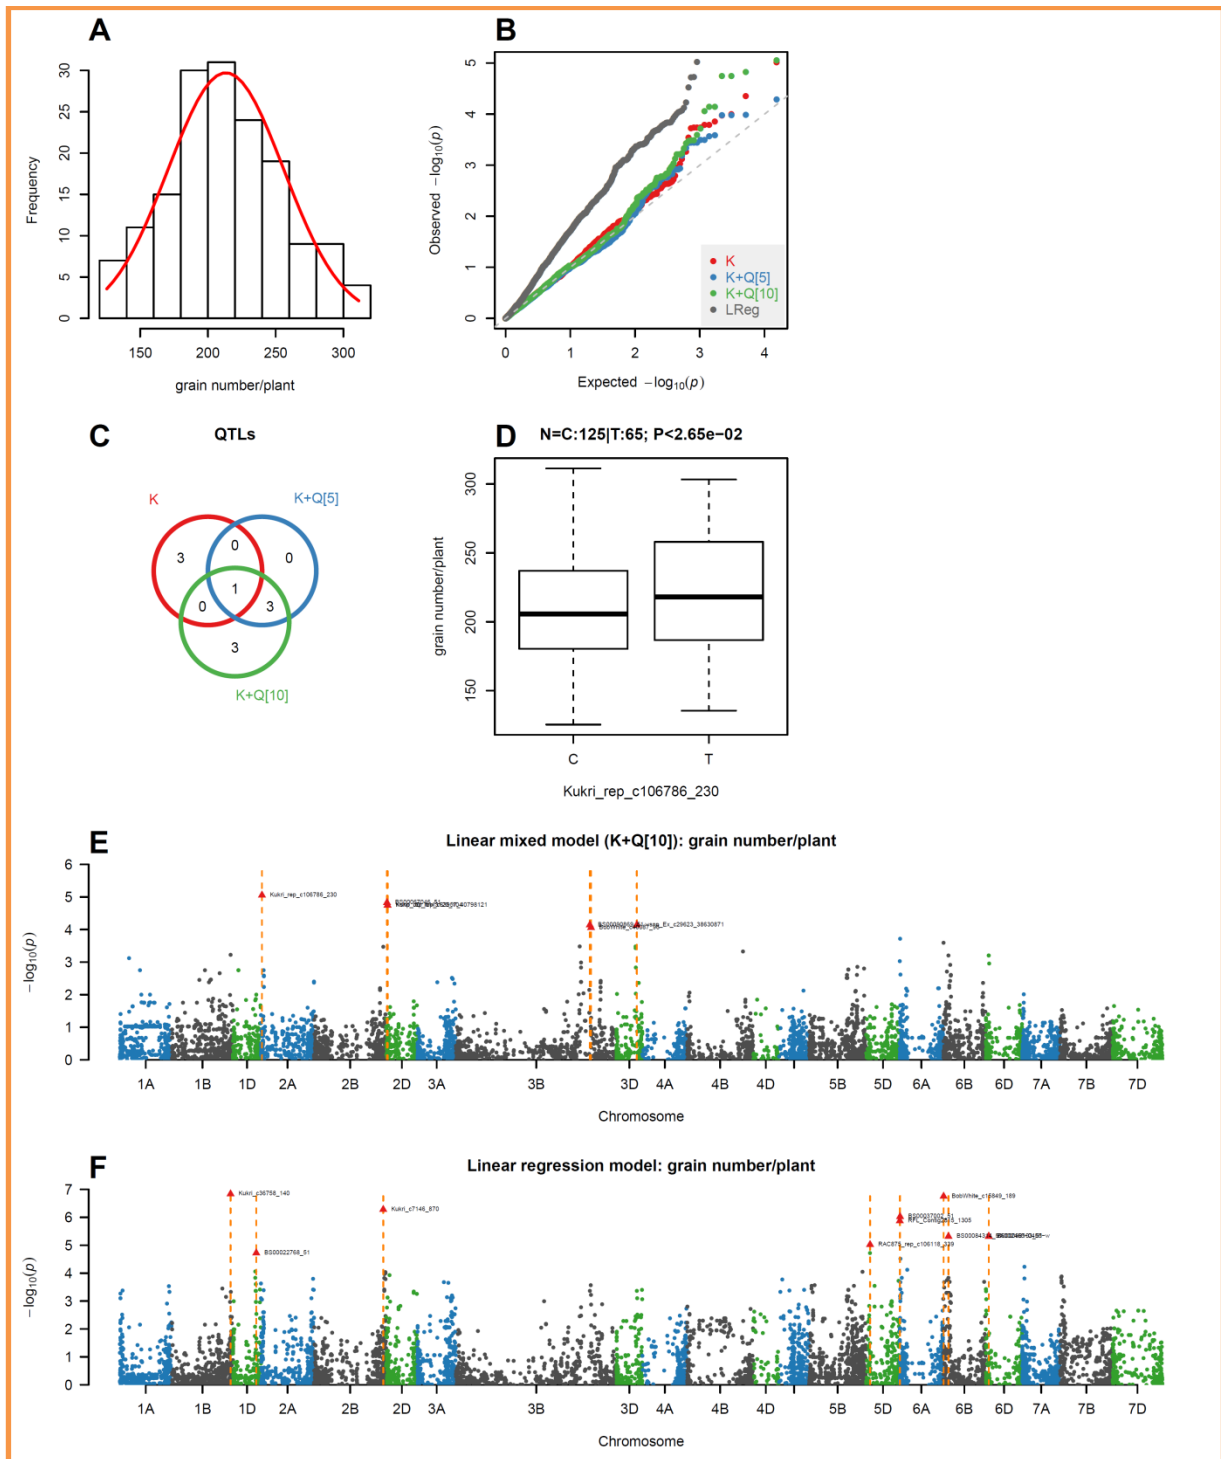 A
Frequency
0
5
10
15
20
25
30
150
200
250
300
grain number/plant
B
Observed −log10(p)
0
1
2
3
4
5
K
K+Q[5]
K+Q[10]
LReg
0
1
2
3
4
Expected −log10(p)
C
QTLs
K
K+Q[5]
3
0
0
1
0
3
3
K+Q[10]
D
N=C:125|T:65; P<2.65e−02
grain number/plant
150
200
250
300
C
T
Kukri_rep_c106786_230
E
Linear mixed model (K+Q[10]): grain number/plant
−log10(p)
0
1
2
3
4
5
6
Kukri_rep_c106786_230
1A 1B 1D 2A 2B 2D 3A 3B 3D 4A 4B 4D 5B 5D 6A 6B 6D 7A 7B 7D
Chromosome
F
Linear regression model: grain number/plant
−log10(p)
0
1
2
3
4
5
6
7
Kukri_c36758_140
BS00022768_51
Kukri_c7146_870
RAC875_rep_c106118_339
BobWhite_c15849_189
1A 1B 1D 2A 2B 2D 3A 3B 3D 4A 4B 4D 5B 5D 6A 6B 6D 7A 7B 7D
Chromosome